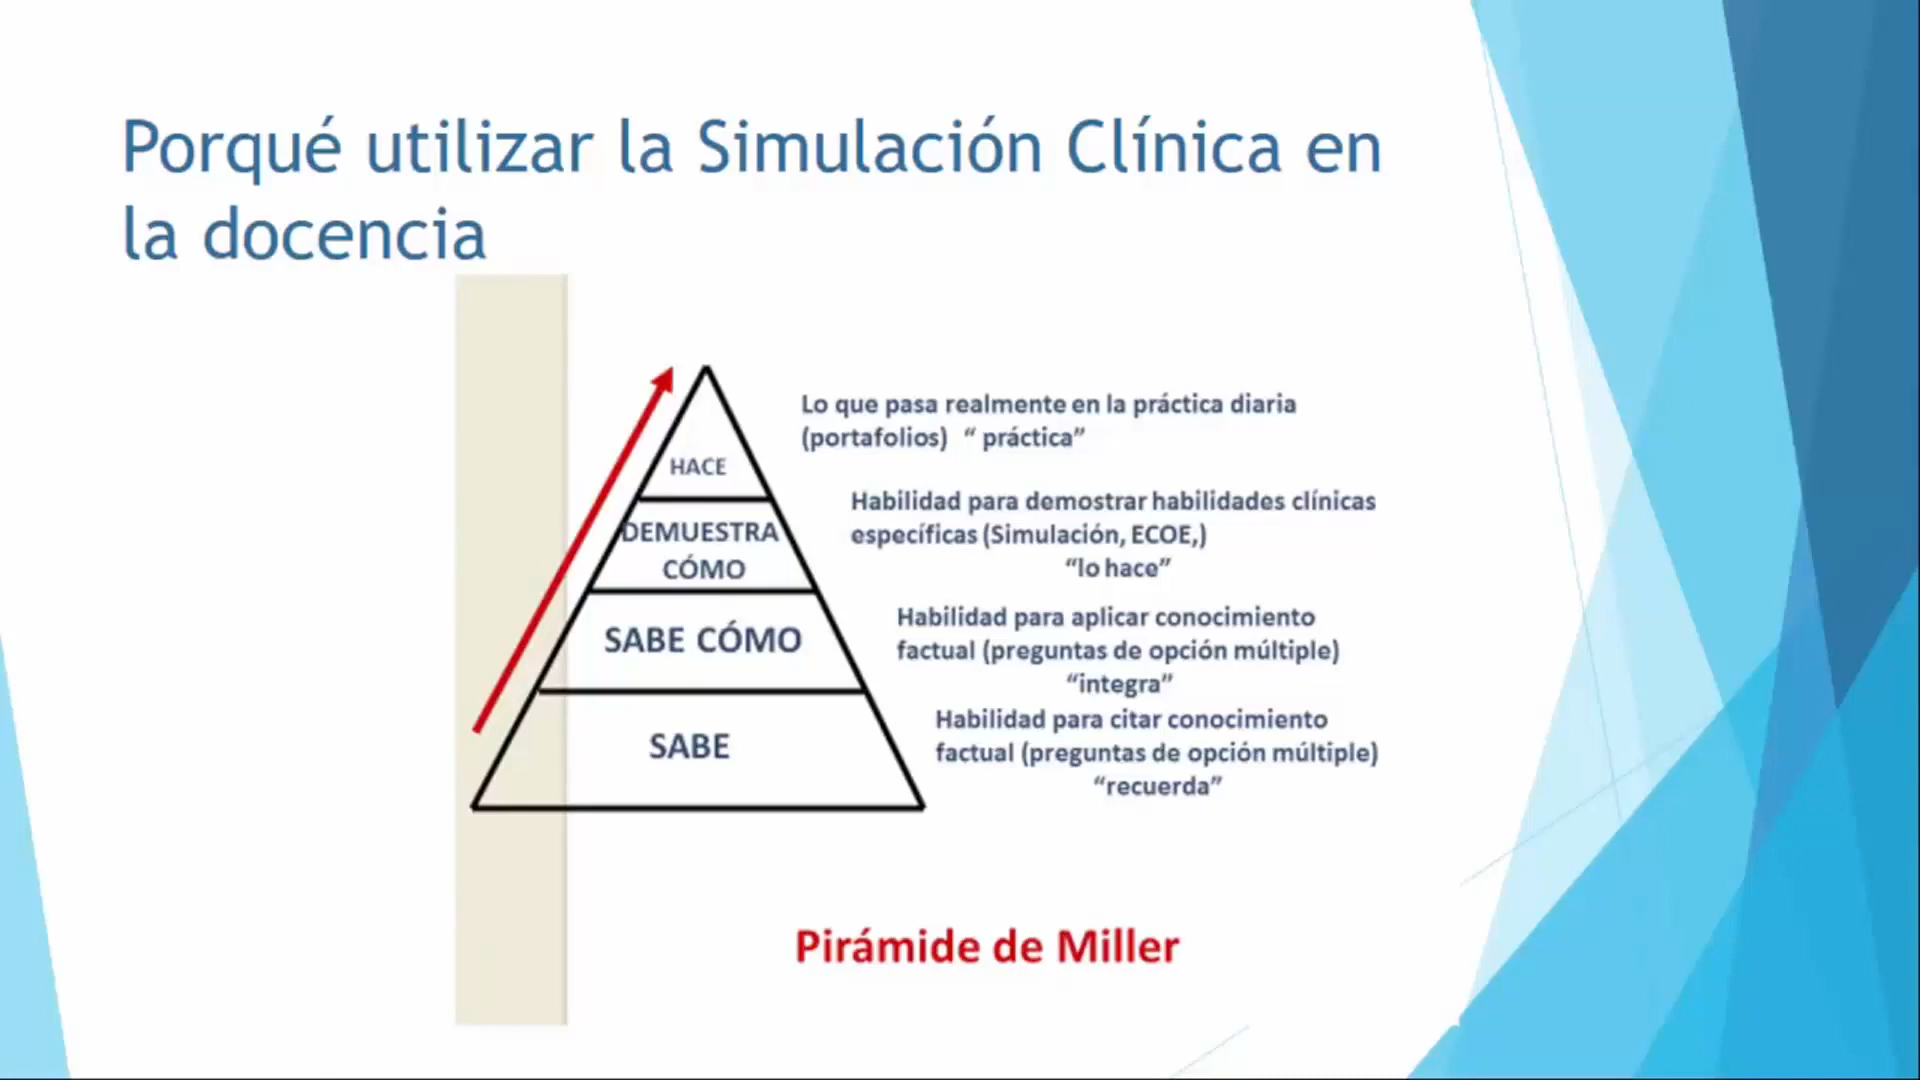 Porqué utilizar la Simulación Clínica en
la docencia
HACE
Lo que pasa realmente en la práctica diaria
(portafolios) “ práctica”
DEMUESTRA
CÓMO
Habilidad para demostrar habilidades clínicas
específicas (Simulación, ECOE,)
“lo hace”
SABE CÓMO
Habilidad para aplicar conocimiento
factual (preguntas de opción múltiple)
“integra”
SABE
Habilidad para citar conocimiento
factual (preguntas de opción múltiple)
“recuerda”
Pirámide de Miller